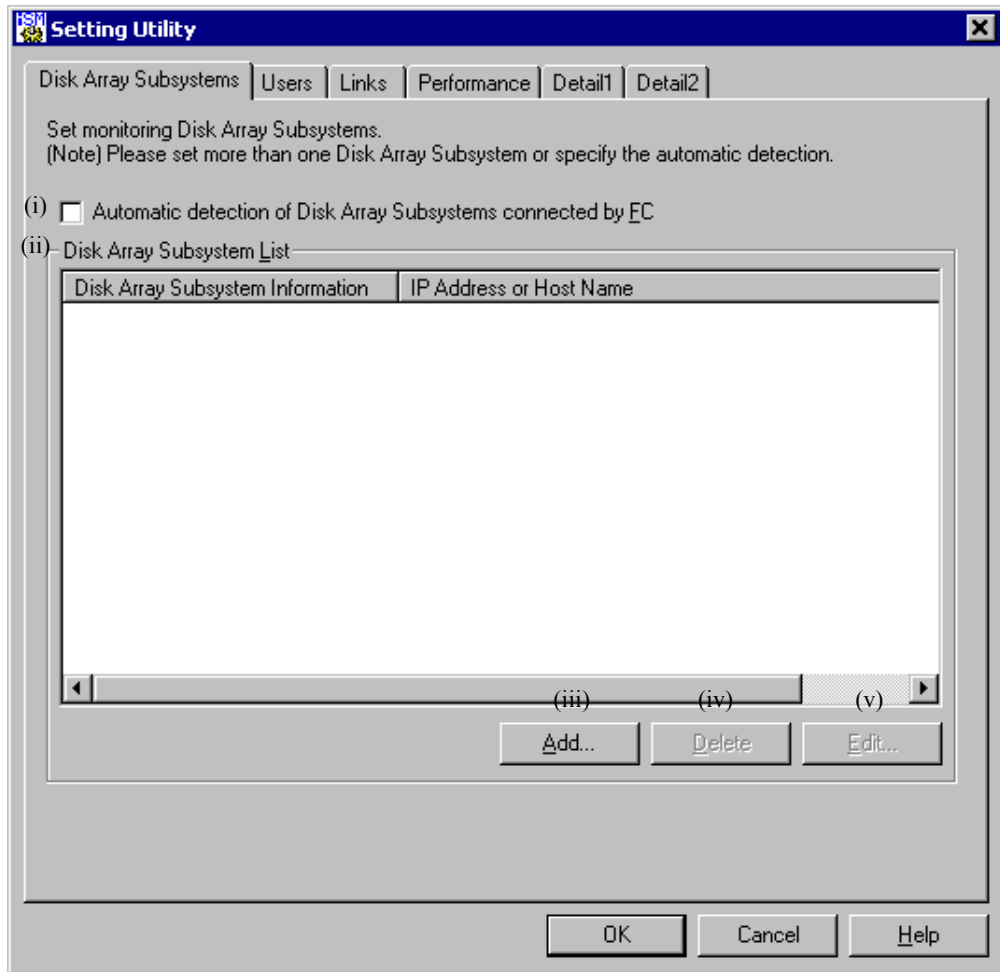 HSM
Setting Utility
Disk Array Subsystems Users Links Performance Detail1 Detail2
Set monitoring Disk Array Subsystems.
(Note) Please set more than one Disk Array Subsystem or specify the automatic detection.
(i) Automatic detection of Disk Array Subsystems connected by FC
(ii) Disk Array Subsystem List
Disk Array Subsystem Information IP Address or Host Name
(iii) (iv) (v)
Add... Delete Edit...
OK Cancel Help